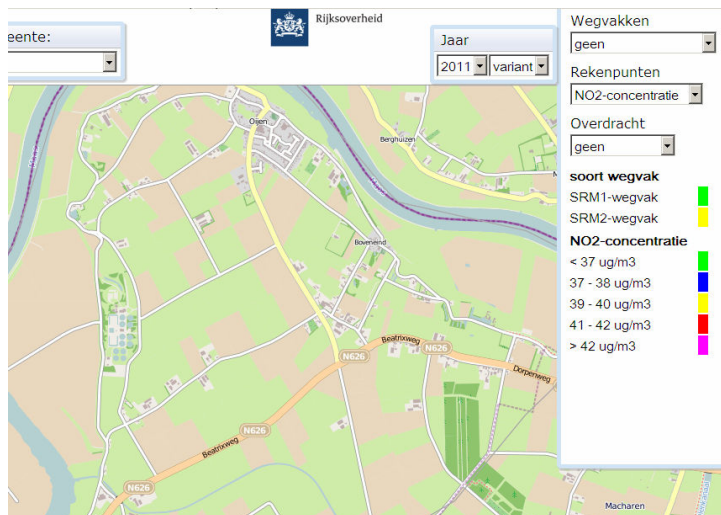 eente:
Rijksoverheid
Jaar
2011 variant
Wegvakken
geen
Rekenpunten
NO2-concentratie
Overdracht
geen
soort wegvak
SRM1-wegvak
SRM2-wegvak
NO2-concentratie
< 37 ug/m3
37 - 38 ug/m3
39 - 40 ug/m3
41 - 42 ug/m3
> 42 ug/m3
Oijen
Berghuizen
Boveneind
Beatrixweg
N626
N626
Dorpenweg
N626
Beatrixweg
N626
Macharen